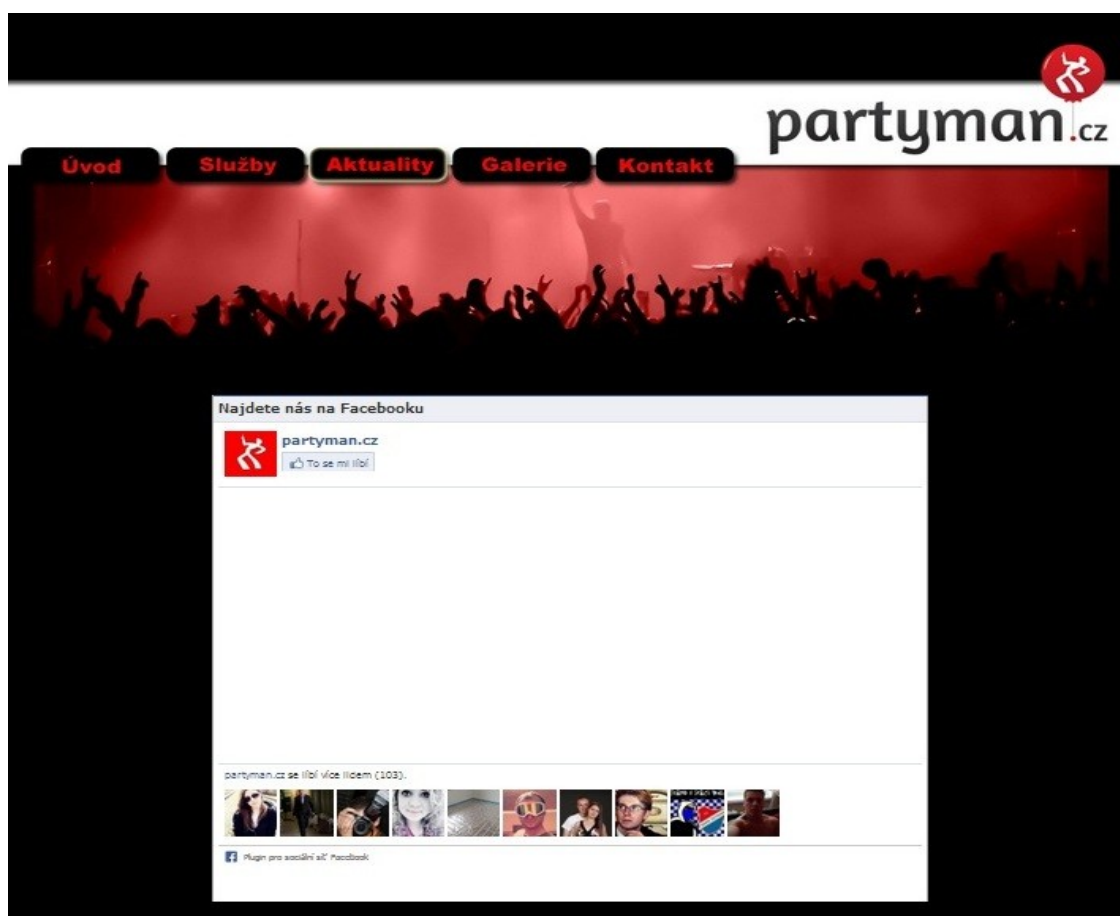 partyman.cz
Úvod Služby Aktuality Galerie Kontakt
Najdete nás na Facebooku
partyman.cz
To se mi líbí
partyman.cz se líbí více lidem (103).
Plugin pro sociální síť Facebook